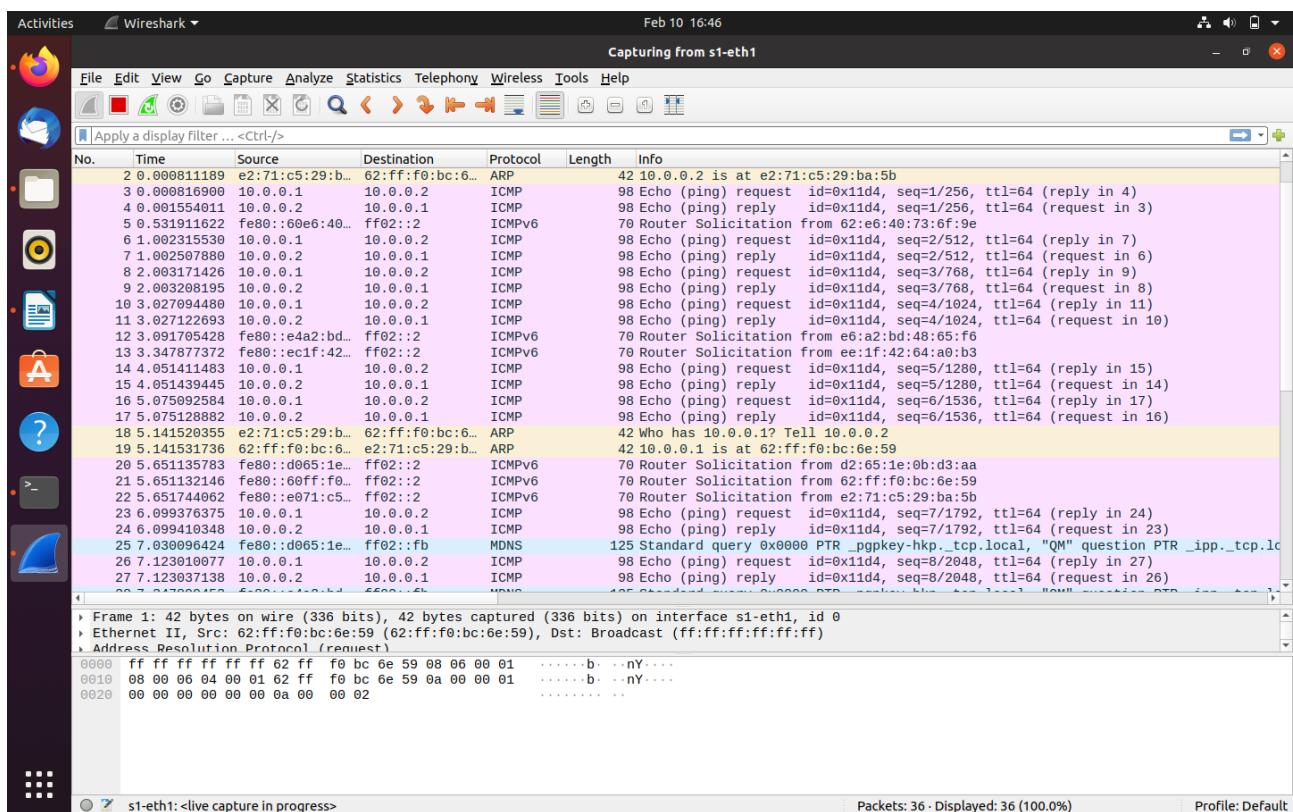 Activities Wireshark Feb 10 16:46
Capturing from s1-eth1
File Edit View Go Capture Analyze Statistics Telephony Wireless Tools Help
Apply a display filter … <Ctrl-/>
No. Time Source Destination Protocol Length Info
2 0.000811189 e2:71:c5:29:b… 62:ff:f0:bc:6… ARP 42 10.0.0.2 is at e2:71:c5:29:ba:5b
3 0.000816900 10.0.0.1 10.0.0.2 ICMP 98 Echo (ping) request id=0x11d4, seq=1/256, ttl=64 (reply in 4)
4 0.001554011 10.0.0.2 10.0.0.1 ICMP 98 Echo (ping) reply id=0x11d4, seq=1/256, ttl=64 (request in 3)
5 0.531911622 fe80::60e6:40… ff02::2 ICMPv6 70 Router Solicitation from 62:e6:40:73:6f:9e
6 1.002315530 10.0.0.1 10.0.0.2 ICMP 98 Echo (ping) request id=0x11d4, seq=2/512, ttl=64 (reply in 7)
7 1.002507880 10.0.0.2 10.0.0.1 ICMP 98 Echo (ping) reply id=0x11d4, seq=2/512, ttl=64 (request in 6)
8 2.003171426 10.0.0.1 10.0.0.2 ICMP 98 Echo (ping) request id=0x11d4, seq=3/768, ttl=64 (reply in 9)
9 2.003208195 10.0.0.2 10.0.0.1 ICMP 98 Echo (ping) reply id=0x11d4, seq=3/768, ttl=64 (request in 8)
10 3.027094480 10.0.0.1 10.0.0.2 ICMP 98 Echo (ping) request id=0x11d4, seq=4/1024, ttl=64 (reply in 11)
11 3.027122693 10.0.0.2 10.0.0.1 ICMP 98 Echo (ping) reply id=0x11d4, seq=4/1024, ttl=64 (request in 10)
12 3.091705428 fe80::e4a2:bd… ff02::2 ICMPv6 70 Router Solicitation from e6:a2:bd:48:65:f6
13 3.347877372 fe80::ec1f:42… ff02::2 ICMPv6 70 Router Solicitation from ee:1f:42:64:a0:b3
14 4.051411483 10.0.0.1 10.0.0.2 ICMP 98 Echo (ping) request id=0x11d4, seq=5/1280, ttl=64 (reply in 15)
15 4.051439445 10.0.0.2 10.0.0.1 ICMP 98 Echo (ping) reply id=0x11d4, seq=5/1280, ttl=64 (request in 14)
16 5.075092584 10.0.0.1 10.0.0.2 ICMP 98 Echo (ping) request id=0x11d4, seq=6/1536, ttl=64 (reply in 17)
17 5.075128882 10.0.0.2 10.0.0.1 ICMP 98 Echo (ping) reply id=0x11d4, seq=6/1536, ttl=64 (request in 16)
18 5.141520355 e2:71:c5:29:b… 62:ff:f0:bc:6… ARP 42 Who has 10.0.0.1? Tell 10.0.0.2
19 5.141531736 62:ff:f0:bc:6… e2:71:c5:29:b… ARP 42 10.0.0.1 is at 62:ff:f0:bc:6e:59
20 5.651135783 fe80::d065:1e… ff02::2 ICMPv6 70 Router Solicitation from d2:65:1e:0b:d3:aa
21 5.651132146 fe80::60ff:f0… ff02::2 ICMPv6 70 Router Solicitation from 62:ff:f0:bc:6e:59
22 5.651744062 fe80::e071:c5… ff02::2 ICMPv6 70 Router Solicitation from e2:71:c5:29:ba:5b
23 6.099376375 10.0.0.1 10.0.0.2 ICMP 98 Echo (ping) request id=0x11d4, seq=7/1792, ttl=64 (reply in 24)
24 6.099410348 10.0.0.2 10.0.0.1 ICMP 98 Echo (ping) reply id=0x11d4, seq=7/1792, ttl=64 (request in 23)
25 7.030096424 fe80::d065:1e… ff02::fb MDNS 125 Standard query 0x0000 PTR _pgpkey-hkp._tcp.local, "QM" question PTR _ipp._tcp.lc
26 7.123010077 10.0.0.1 10.0.0.2 ICMP 98 Echo (ping) request id=0x11d4, seq=8/2048, ttl=64 (reply in 27)
27 7.123037138 10.0.0.2 10.0.0.1 ICMP 98 Echo (ping) reply id=0x11d4, seq=8/2048, ttl=64 (request in 26)
Frame 1: 42 bytes on wire (336 bits), 42 bytes captured (336 bits) on interface s1-eth1, id 0
Ethernet II, Src: 62:ff:f0:bc:6e:59 (62:ff:f0:bc:6e:59), Dst: Broadcast (ff:ff:ff:ff:ff:ff)
Address Resolution Protocol (request)
0000 ff ff ff ff ff ff 62 ff f0 bc 6e 59 08 06 00 01 ······b· ··nY····
0010 08 00 06 04 00 01 62 ff f0 bc 6e 59 0a 00 00 01 ······b· ··nY····
0020 00 00 00 00 00 00 0a 00 00 02 ········ ··
s1-eth1: <live capture in progress> Packets: 36 · Displayed: 36 (100.0%) Profile: Default